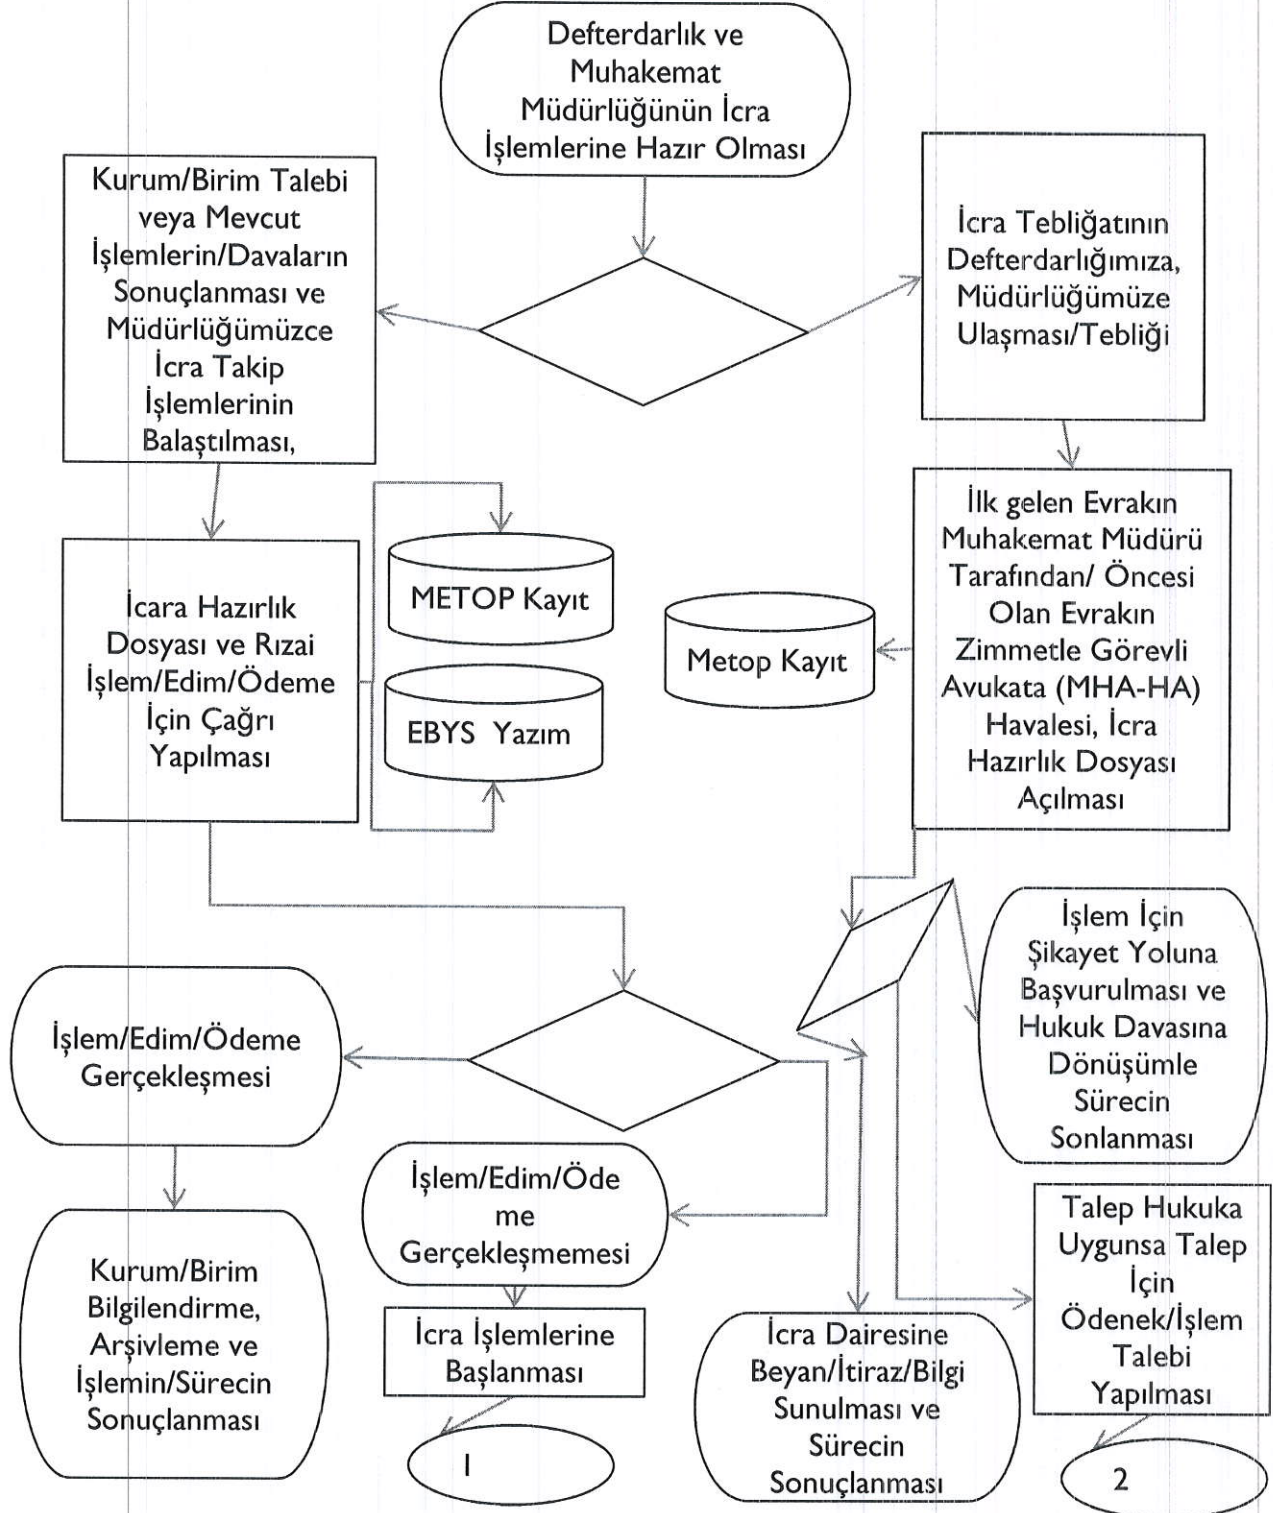 Defterdarlık ve
Muhakemat
Müdürlüğünün İcra
İşlemlerine Hazır Olması
Kurum/Birim Talebi
veya Mevcut
İşlemlerin/Davaların
Sonuçlanması ve
Müdürlüğümüzce
İcra Takip
İşlemlerinin
Balaştılması,
İcra Tebliğatının
Defterdarlığımıza,
Müdürlüğümüze
Ulaşması/Tebliği
İcara Hazırlık
Dosyası ve Rızai
İşlem/Edim/Ödeme
İçin Çağrı
Yapılması
METOP Kayıt
EBYS Yazım
Metop Kayıt
İlk gelen Evrakın
Muhakemat Müdürü
Tarafından/ Öncesi
Olan Evrakın
Zimmetle Görevli
Avukata (MHA-HA)
Havalesi, İcra
Hazırlık Dosyası
Açılması
İşlem/Edim/Ödeme
Gerçekleşmesi
İşlem İçin
Şikayet Yoluna
Başvurulması ve
Hukuk Davasına
Dönüşümle
Sürecin
Sonlanması
Kurum/Birim
Bilgilendirme,
Arşivleme ve
İşlemin/Sürecin
Sonuçlanması
İşlem/Edim/Öde
me
Gerçekleşmemesi
İcra İşlemlerine
Başlanması
1
İcra Dairesine
Beyan/İtiraz/Bilgi
Sunulması ve
Sürecin
Sonuçlanması
Talep Hukuka
Uygunsa Talep
İçin
Ödenek/İşlem
Talebi
Yapılması
2